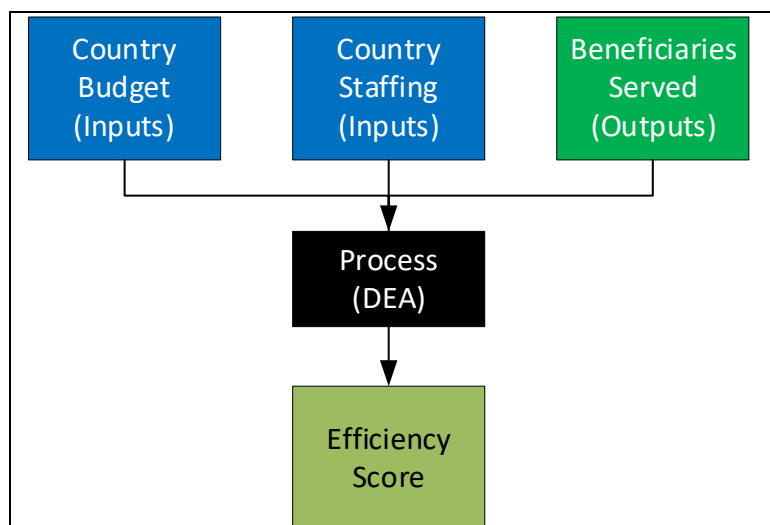 Country
Budget
(Inputs)
Country
Staffing
(Inputs)
Beneficiaries
Served
(Outputs)
Process
(DEA)
Efficiency
Score